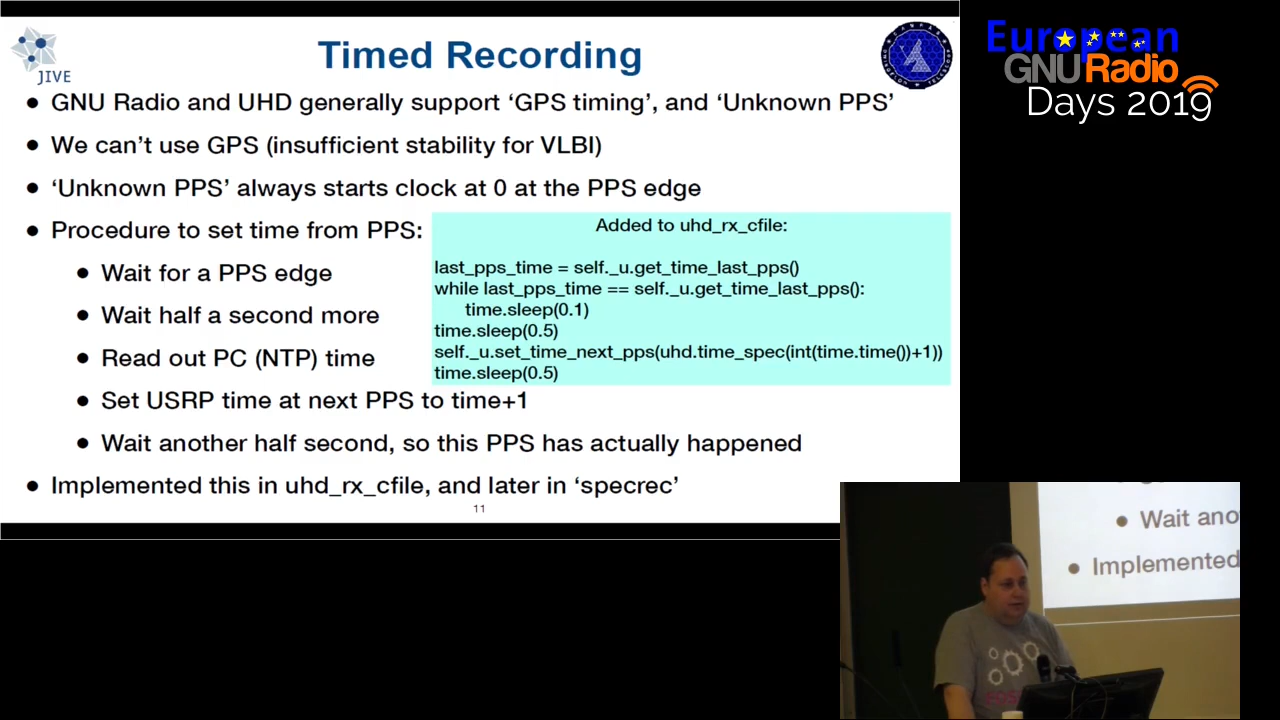 Timed Recording
JIVE
European
GNURadio
Days 2019
● GNU Radio and UHD generally support ‘GPS timing’, and ‘Unknown PPS’
● We can’t use GPS (insufficient stability for VLBI)
● ‘Unknown PPS’ always starts clock at 0 at the PPS edge
● Procedure to set time from PPS:
● Wait for a PPS edge
● Wait half a second more
● Read out PC (NTP) time
● Set USRP time at next PPS to time+1
● Wait another half second, so this PPS has actually happened
● Implemented this in uhd_rx_cfile, and later in ‘specrec’
Added to uhd_rx_cfile:
last_pps_time = self._u.get_time_last_pps()
while last_pps_time == self._u.get_time_last_pps():
time.sleep(0.1)
time.sleep(0.5)
self._u.set_time_next_pps(uhd.time_spec(int(time.time())+1))
time.sleep(0.5)
11
● Wait ano
● Implemented